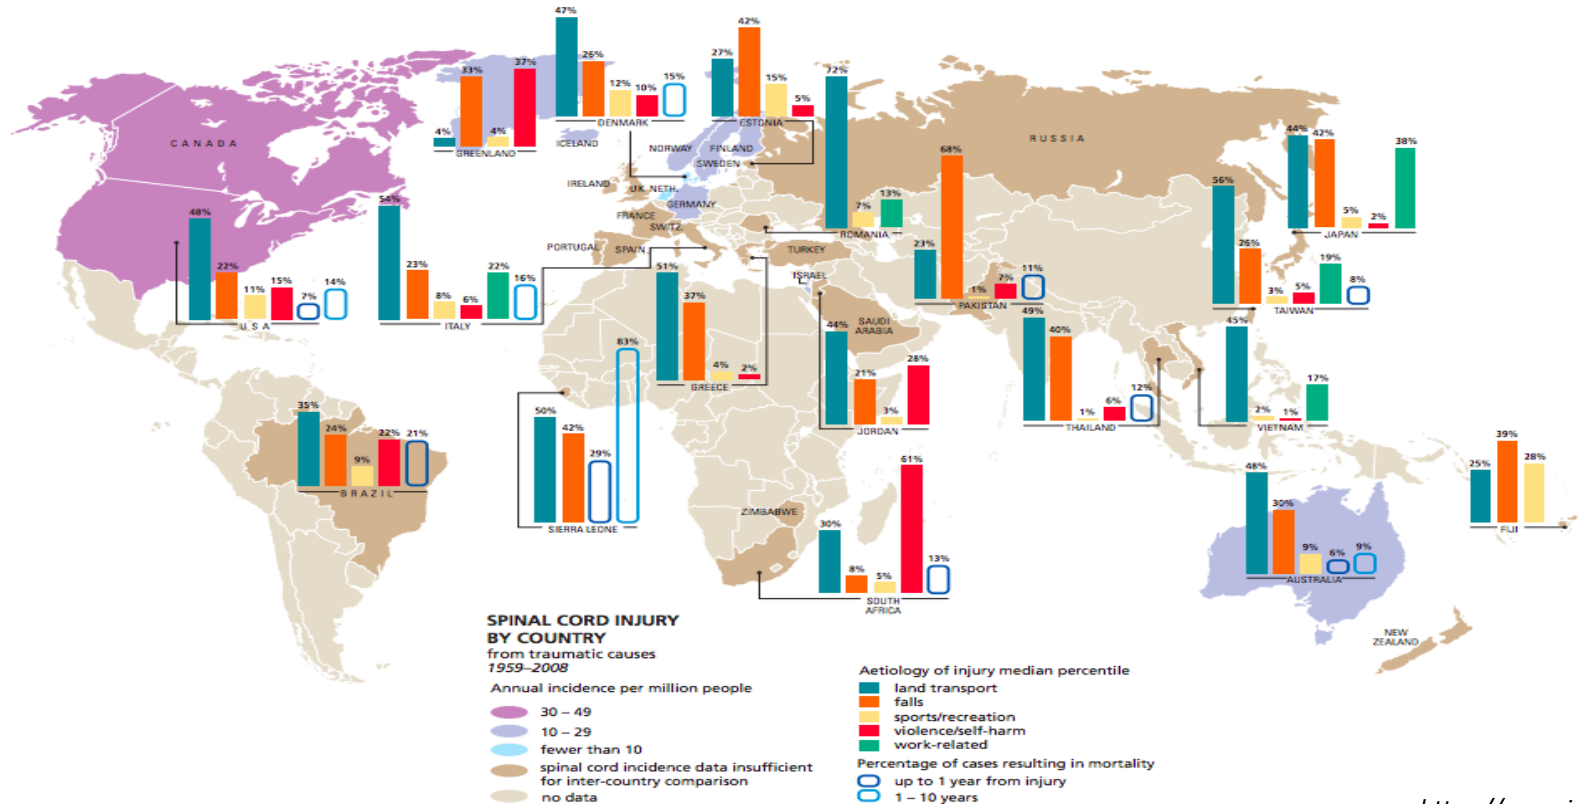 47%
26%
12%
10%
15%
DENMARK
27%
42%
15%
5%
ESTONIA
4%
33%
4%
37%
GREENLAND
72%
7%
13%
ROMANIA
CANADA
ICELAND
NORWAY
FINLAND
SWEDEN
RUSSIA
IRELAND
U.K.
NETH.
GERMANY
FRANCE
SWITZ.
PORTUGAL
SPAIN
TURKEY
ISRAEL
SAUDI
ARABIA
44%
42%
5%
2%
38%
JAPAN
23%
68%
1%
7%
11%
PAKISTAN
56%
26%
3%
5%
19%
8%
TAIWAN
48%
22%
11%
15%
7%
14%
U S A
54%
23%
8%
6%
22%
16%
ITALY
51%
37%
4%
2%
GREECE
44%
21%
3%
28%
JORDAN
49%
40%
1%
6%
12%
THAILAND
45%
2%
1%
17%
VIETNAM
35%
24%
9%
22%
21%
BRAZIL
50%
42%
29%
83%
SIERRA LEONE
ZIMBABWE
30%
8%
5%
61%
13%
SOUTH
AFRICA
48%
30%
9%
6%
9%
AUSTRALIA
25%
39%
28%
FIJI
NEW
ZEALAND
SPINAL CORD INJURY
BY COUNTRY
from traumatic causes
1959–2008
Annual incidence per million people
30 – 49
10 – 29
fewer than 10
spinal cord incidence data insufficient
for inter-country comparison
no data
Aetiology of injury median percentile
land transport
falls
sports/recreation
violence/self-harm
work-related
Percentage of cases resulting in mortality
up to 1 year from injury
1 – 10 years